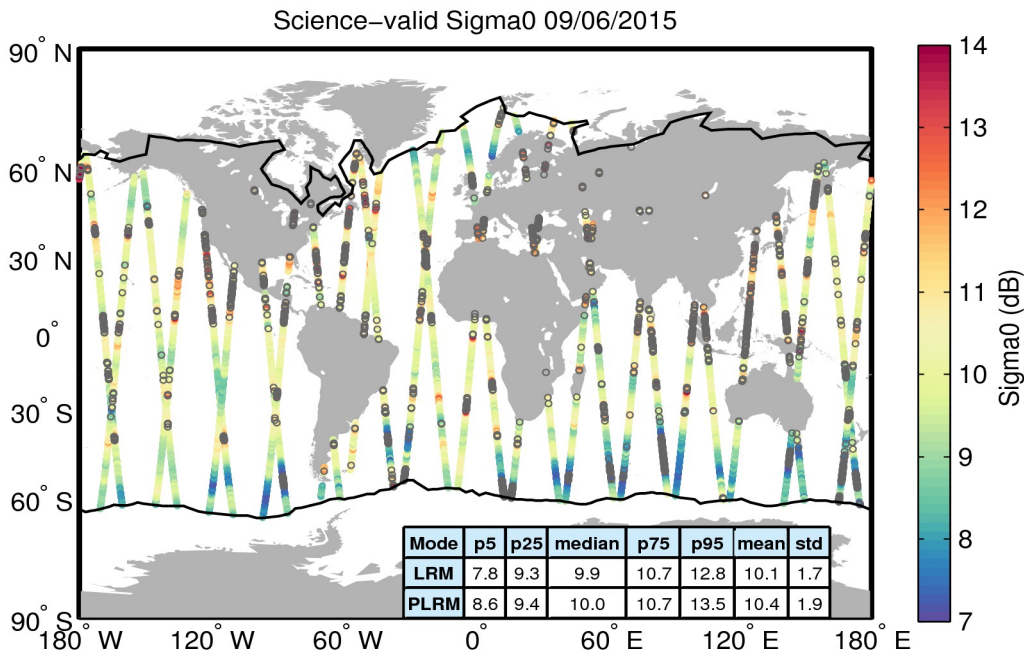 Science−valid Sigma0 09/06/2015
90° N
60° N
30° N
0°
30° S
60° S
90° S
180° W
120° W
60° W
0°
60° E
120° E
180° E
Mode p5 p25 median p75 p95 mean std
LRM 7.8 9.3 9.9 10.7 12.8 10.1 1.7
PLRM 8.6 9.4 10.0 10.7 13.5 10.4 1.9
14
13
12
11
10
9
8
7
Sigma0 (dB)